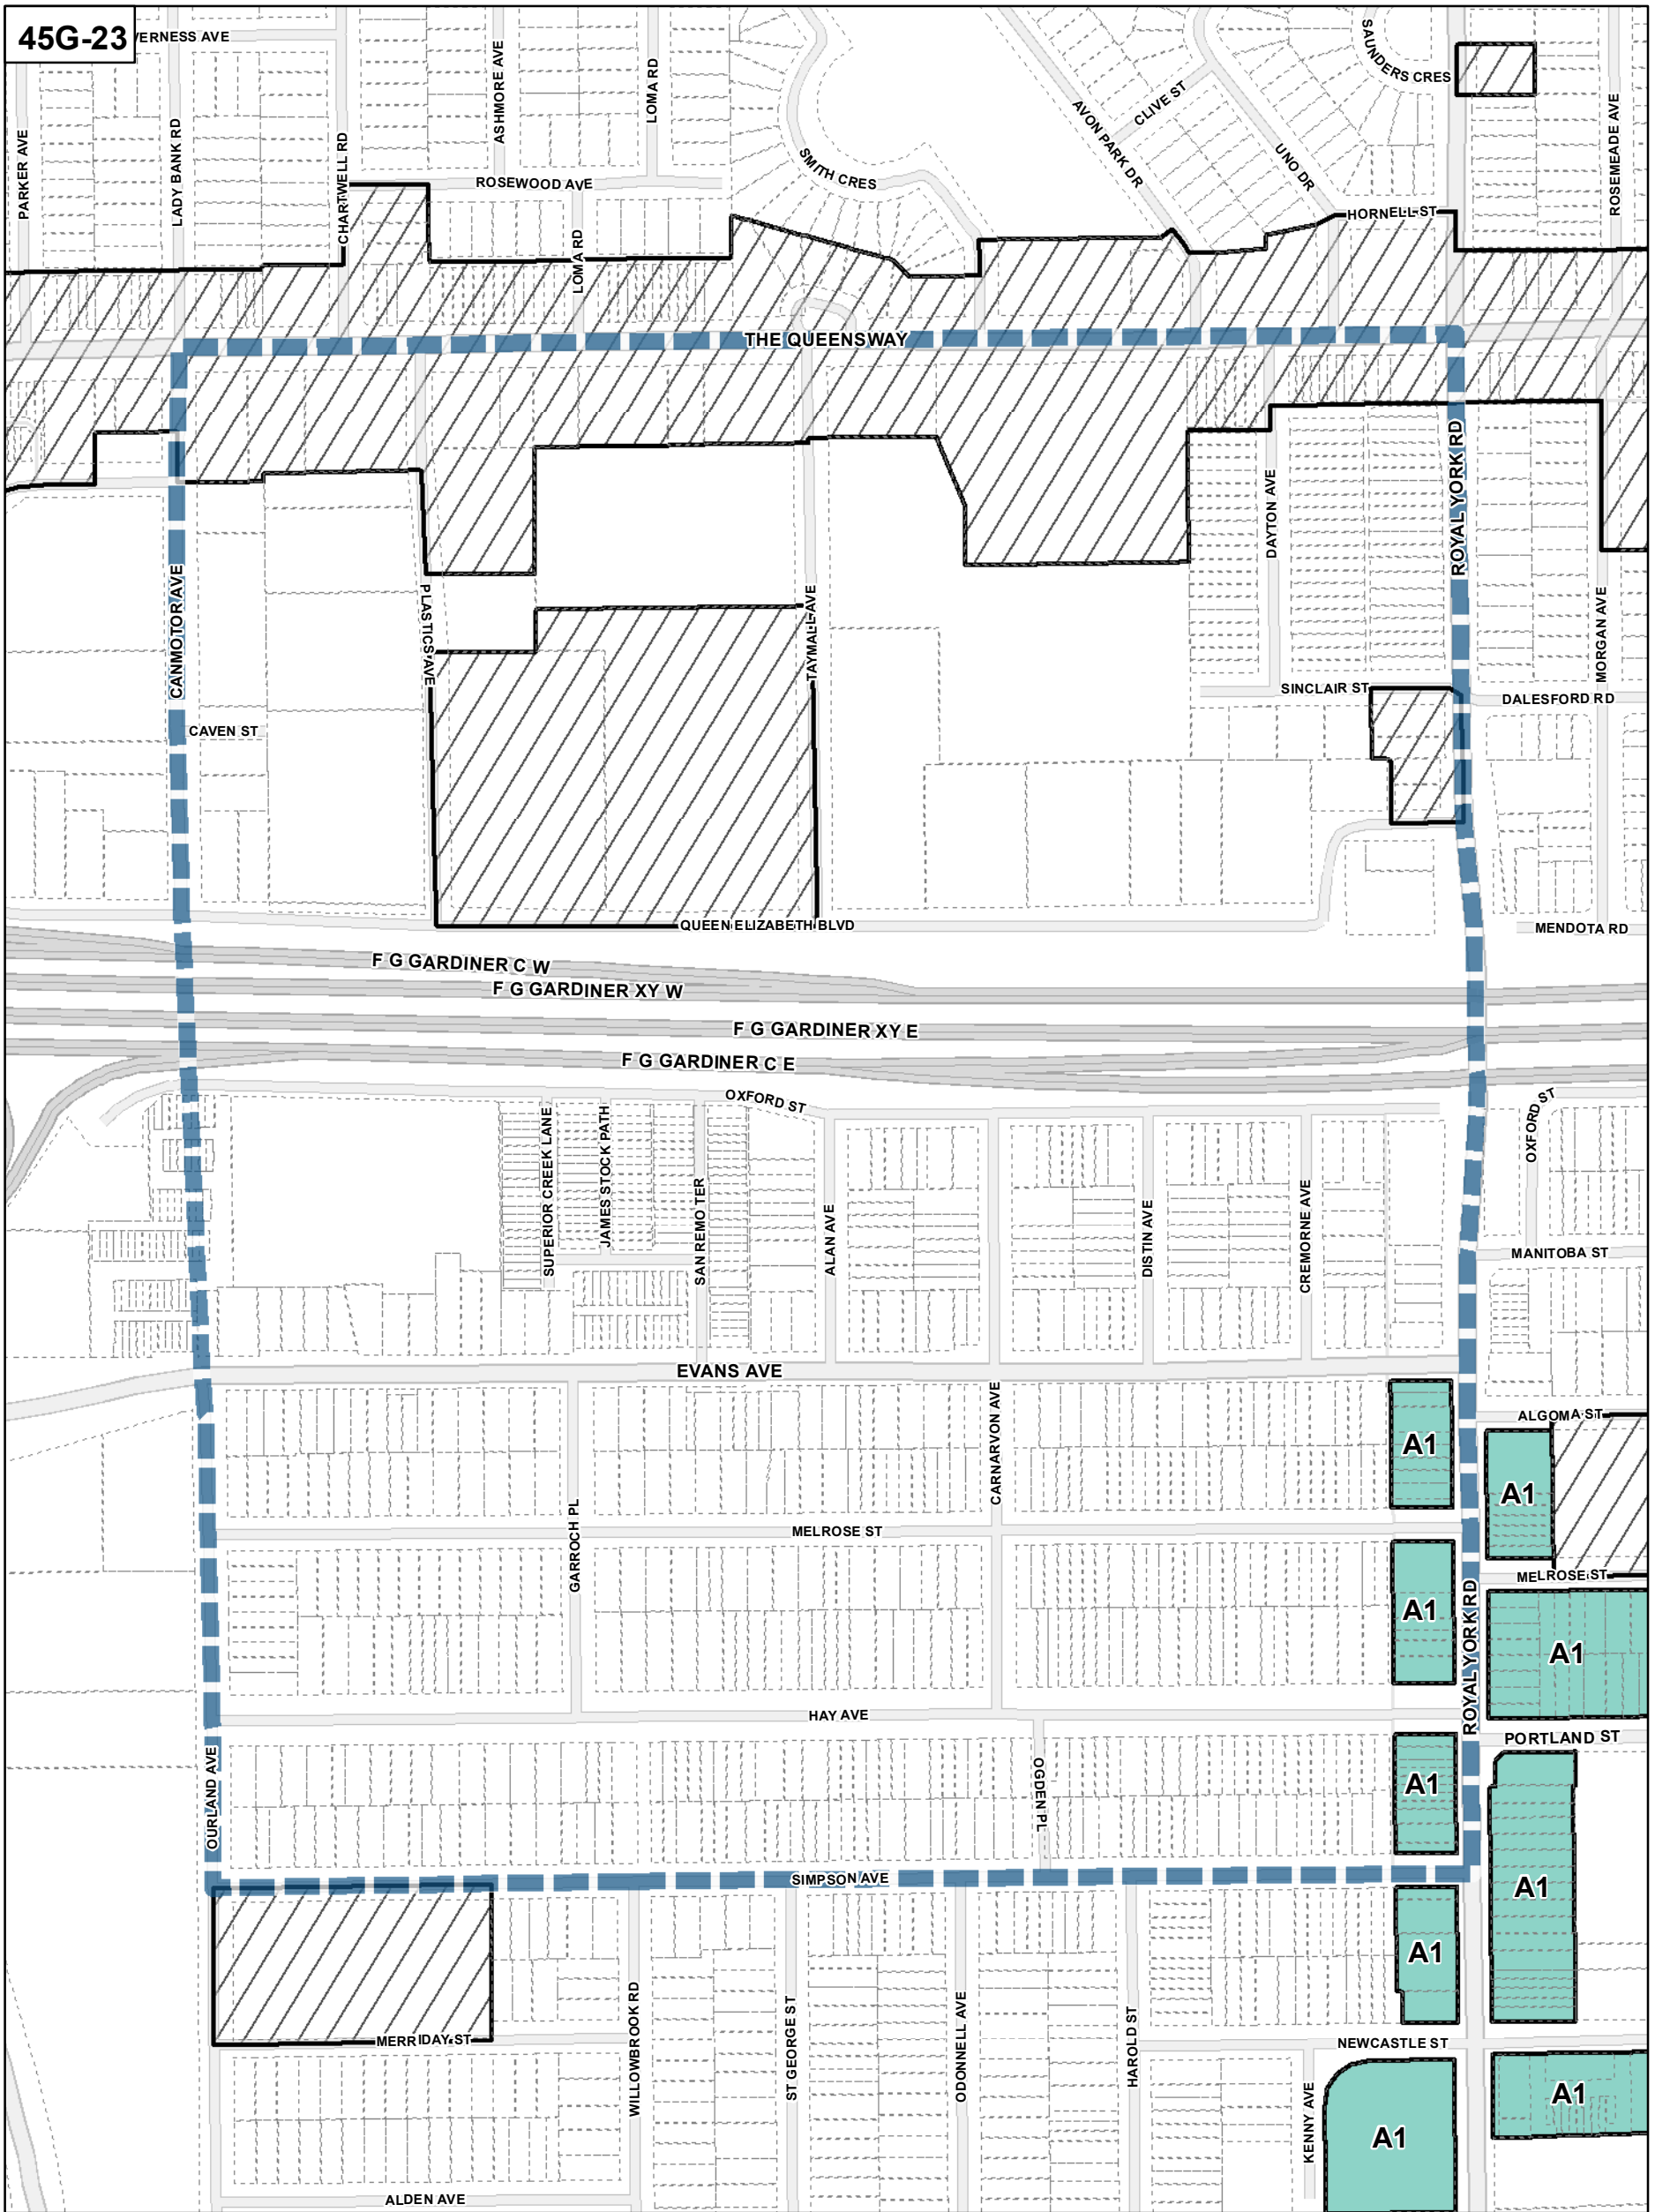 45G-23
VERNESS AVE
PARKER AVE
LADY BANK RD
CHARTWELL RD
ASHMORE AVE
LOMA RD
ROSEWOOD AVE
LOMA RD
SMITH CRES
AVON PARK DR
CLIVE ST
UNO DR
SAUNDERS CRES
ROSEMEADE AVE
HORNELL ST
THE QUEENSWAY
CANMOTOR AVE
PLASTICS AVE
TAYMALL AVE
DAYTON AVE
ROYAL YORK RD
MORGAN AVE
SINCLAIR ST
DALESFORD RD
CAVEN ST
QUEEN ELIZABETH BLVD
MENDOTA RD
F G GARDINER C W
F G GARDINER XY W
F G GARDINER XY E
F G GARDINER C E
OXFORD ST
OXFORD ST
SUPERIOR CREEK LANE
JAMES STOCK PATH
SAN REMO TER
ALAN AVE
DISTIN AVE
CREMORNE AVE
MANITOBA ST
EVANS AVE
CARNARVON AVE
ALGOMA ST
A1
A1
GARROCH PL
MELROSE ST
MELROSE ST
A1
A1
ROYAL YORK RD
HAY AVE
PORTLAND ST
OURLAND AVE
OGDEN PL
A1
SIMPSON AVE
A1
A1
MERRIDAY ST
WILLOWBROOK RD
ST GEORGE ST
ODONNELL AVE
HAROLD ST
NEWCASTLE ST
KENNY AVE
A1
A1
ALDEN AVE